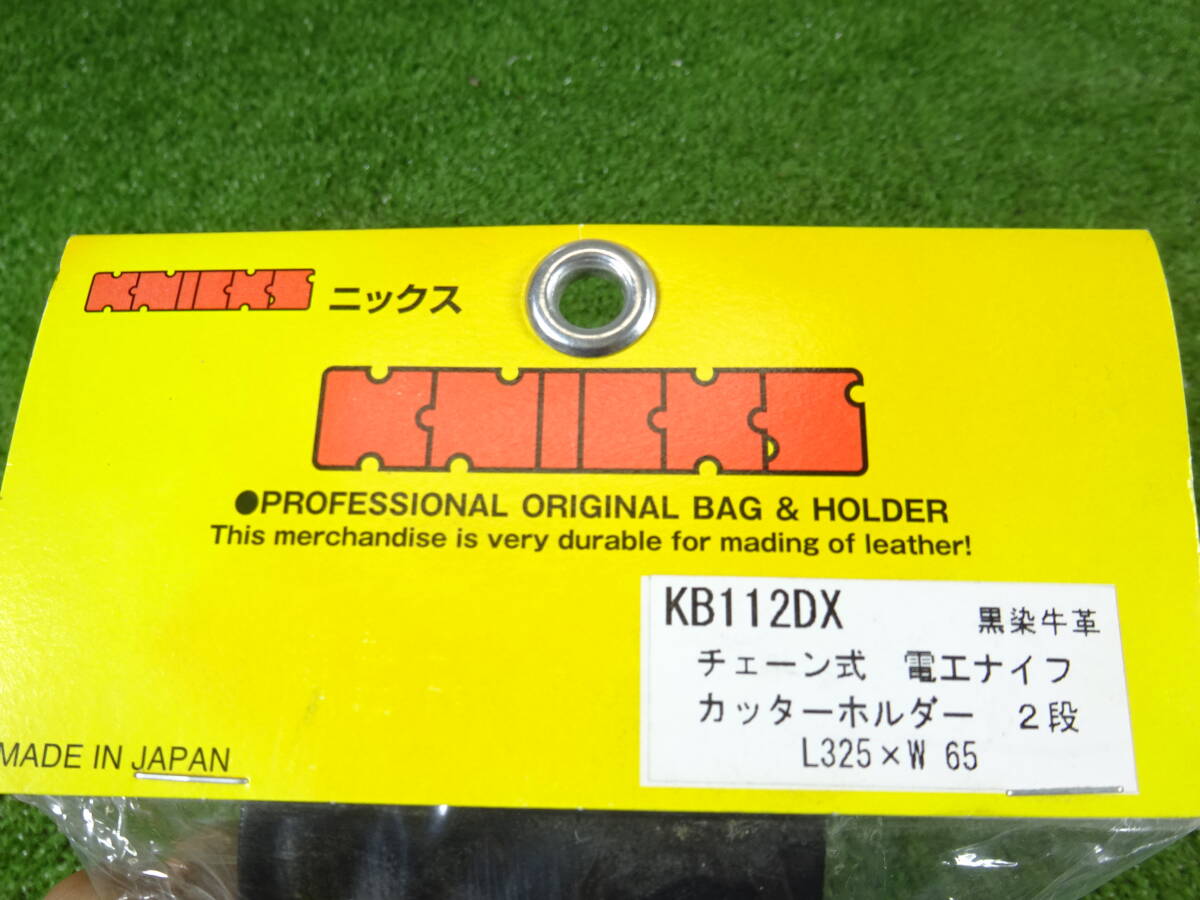 KNICKS ニックス
KNICKS
●PROFESSIONAL ORIGINAL BAG & HOLDER
This merchandise is very durable for mading of leather!
KB112DX 黒染牛革
チェーン式 電工ナイフ
カッターホルダー 2段
L325×W 65
MADE IN JAPAN